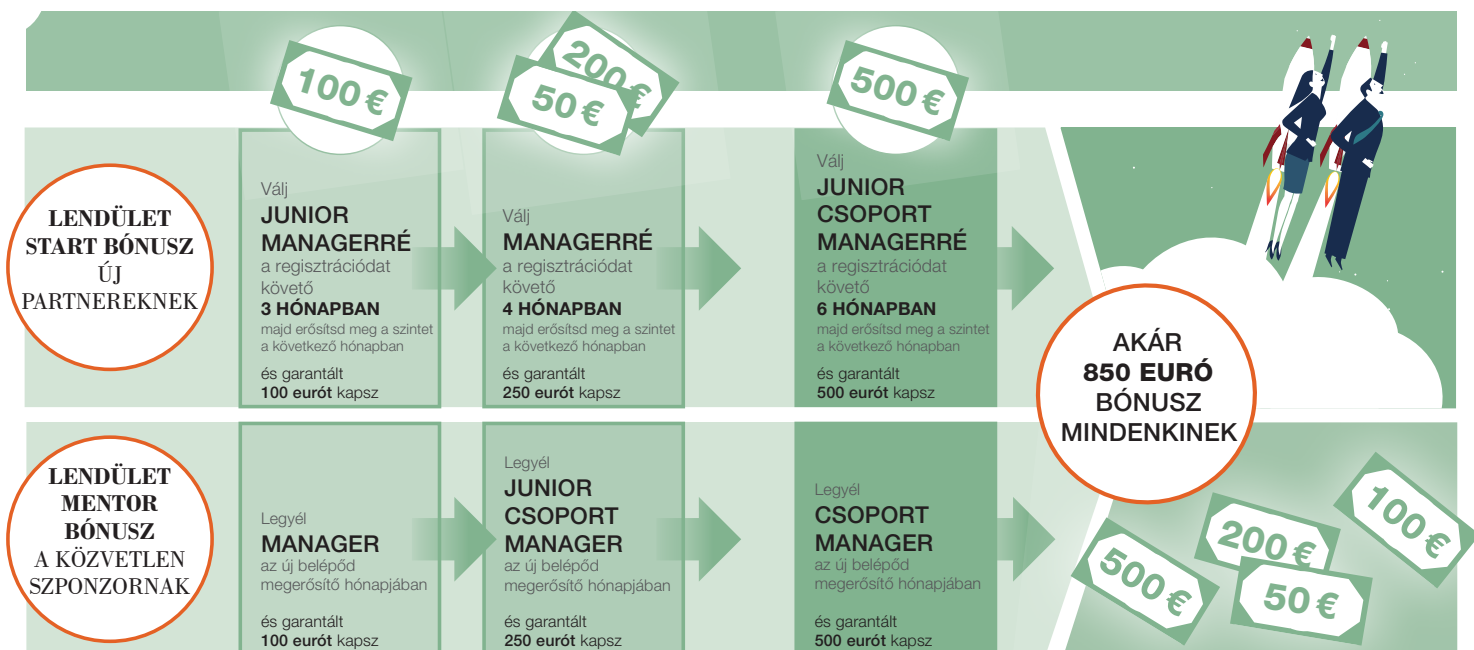 100 €
200 €
50 €
500 €
LENDÜLET
START BÓNUSZ
ÚJ
PARTNEREKNEK
Válj
JUNIOR
MANAGERRÉ
a regisztrációdat
követő
3 HÓNAPBAN
majd erősítsd meg a szintet
a következő hónapban
és garantált
100 eurót kapsz
Válj
MANAGERRÉ
a regisztrációdat
követő
4 HÓNAPBAN
majd erősítsd meg a szintet
a következő hónapban
és garantált
250 eurót kapsz
Válj
JUNIOR
CSOPORT
MANAGERRÉ
a regisztrációdat
követő
6 HÓNAPBAN
majd erősítsd meg a szintet
a következő hónapban
és garantált
500 eurót kapsz
AKÁR
850 EURÓ
BÓNUSZ
MINDENKINEK
LENDÜLET
MENTOR
BÓNUSZ
A KÖZVETLEN
SZPONZORNAK
Legyél
MANAGER
az új belépőd
megerősítő hónapjában
és garantált
100 eurót kapsz
Legyél
JUNIOR
CSOPORT
MANAGER
az új belépőd
megerősítő hónapjában
és garantált
250 eurót kapsz
Legyél
CSOPORT
MANAGER
az új belépőd
megerősítő hónapjában
és garantált
500 eurót kapsz
100 €
200 €
500 €
50 €